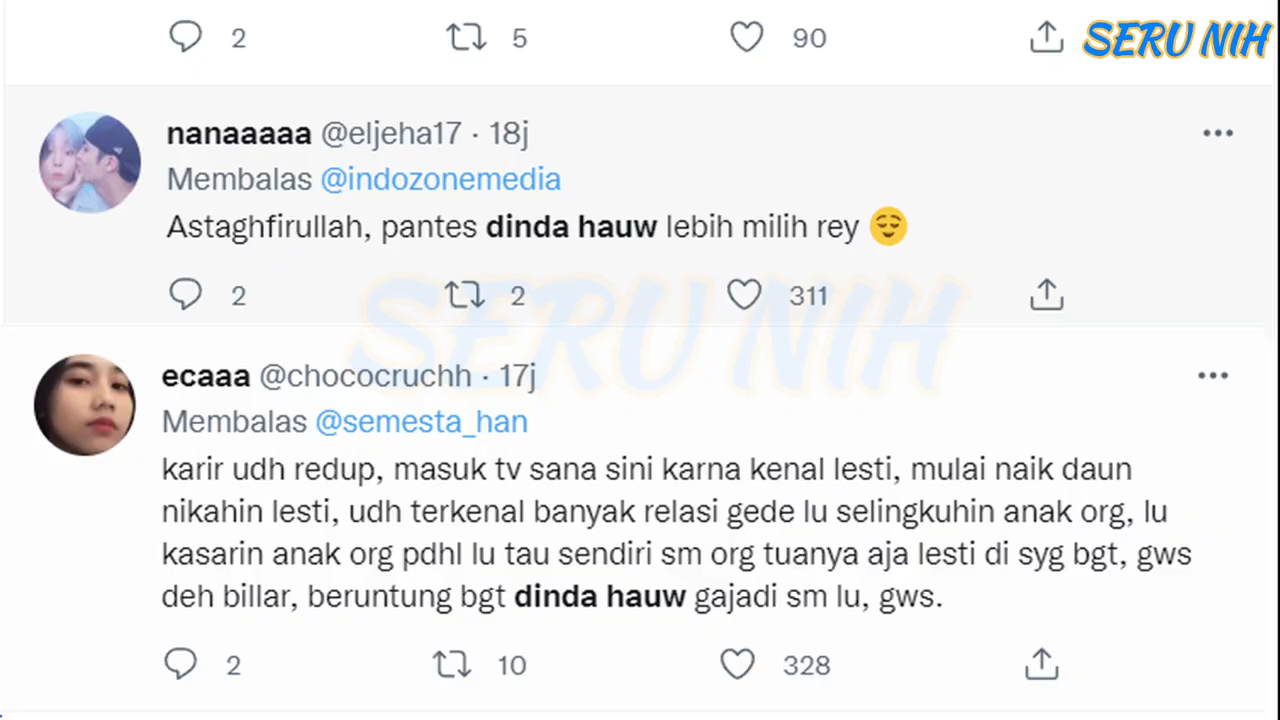 2 5 90
SERU NIH
nanaaaaa @eljeha17 · 18j
Membalas @indozonemedia
Astaghfirullah, pantes dinda hauw lebih milih rey 😌
2 2 311
SERU NIH
ecaaa @chococruchh · 17j
Membalas @semesta_han
karir udh redup, masuk tv sana sini karna kenal lesti, mulai naik daun
nikahin lesti, udh terkenal banyak relasi gede lu selingkuhin anak org, lu
kasarin anak org pdhl lu tau sendiri sm org tuanya aja lesti di syg bgt, gws
deh billar, beruntung bgt dinda hauw gajadi sm lu, gws.
2 10 328